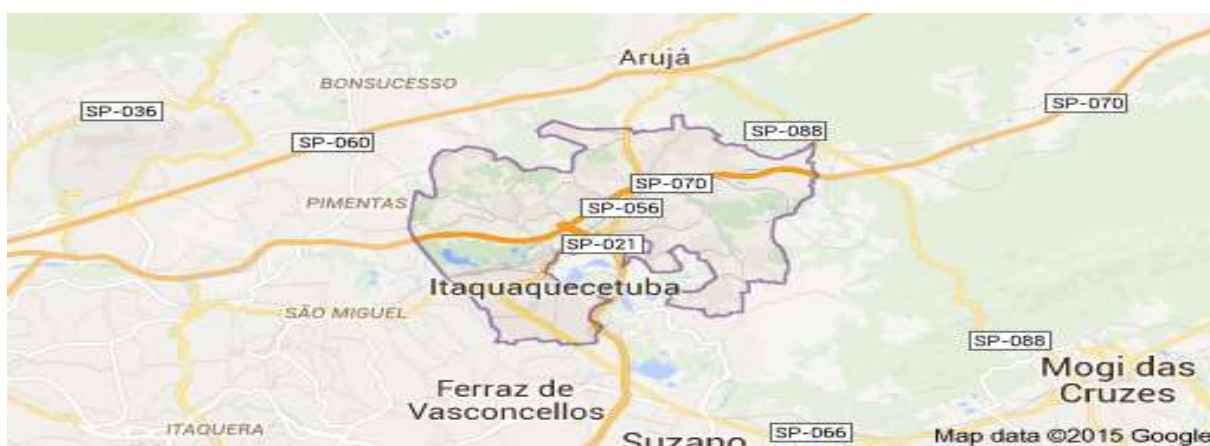 Arujá
BONSUCESSO
SP-036
SP-070
SP-088
SP-060
SP-070
PIMENTAS
SP-056
SP-021
Itaquaquecetuba
SÃO MIGUEL
SP-088
Mogi das
Cruzes
Ferraz de
Vasconcellos
ITAQUERA
Suzano
SP-066
Map data ©2015 Google